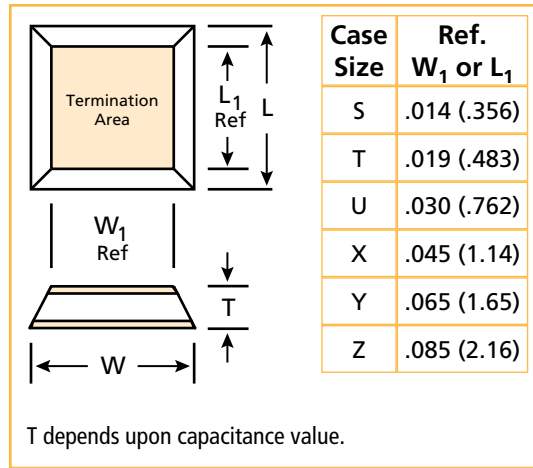 Termination
Area
L₁
Ref
L
W₁
Ref
T
W
Case
Size
Ref.
W₁ or L₁
S .014 (.356)
T .019 (.483)
U .030 (.762)
X .045 (1.14)
Y .065 (1.65)
Z .085 (2.16)
T depends upon capacitance value.